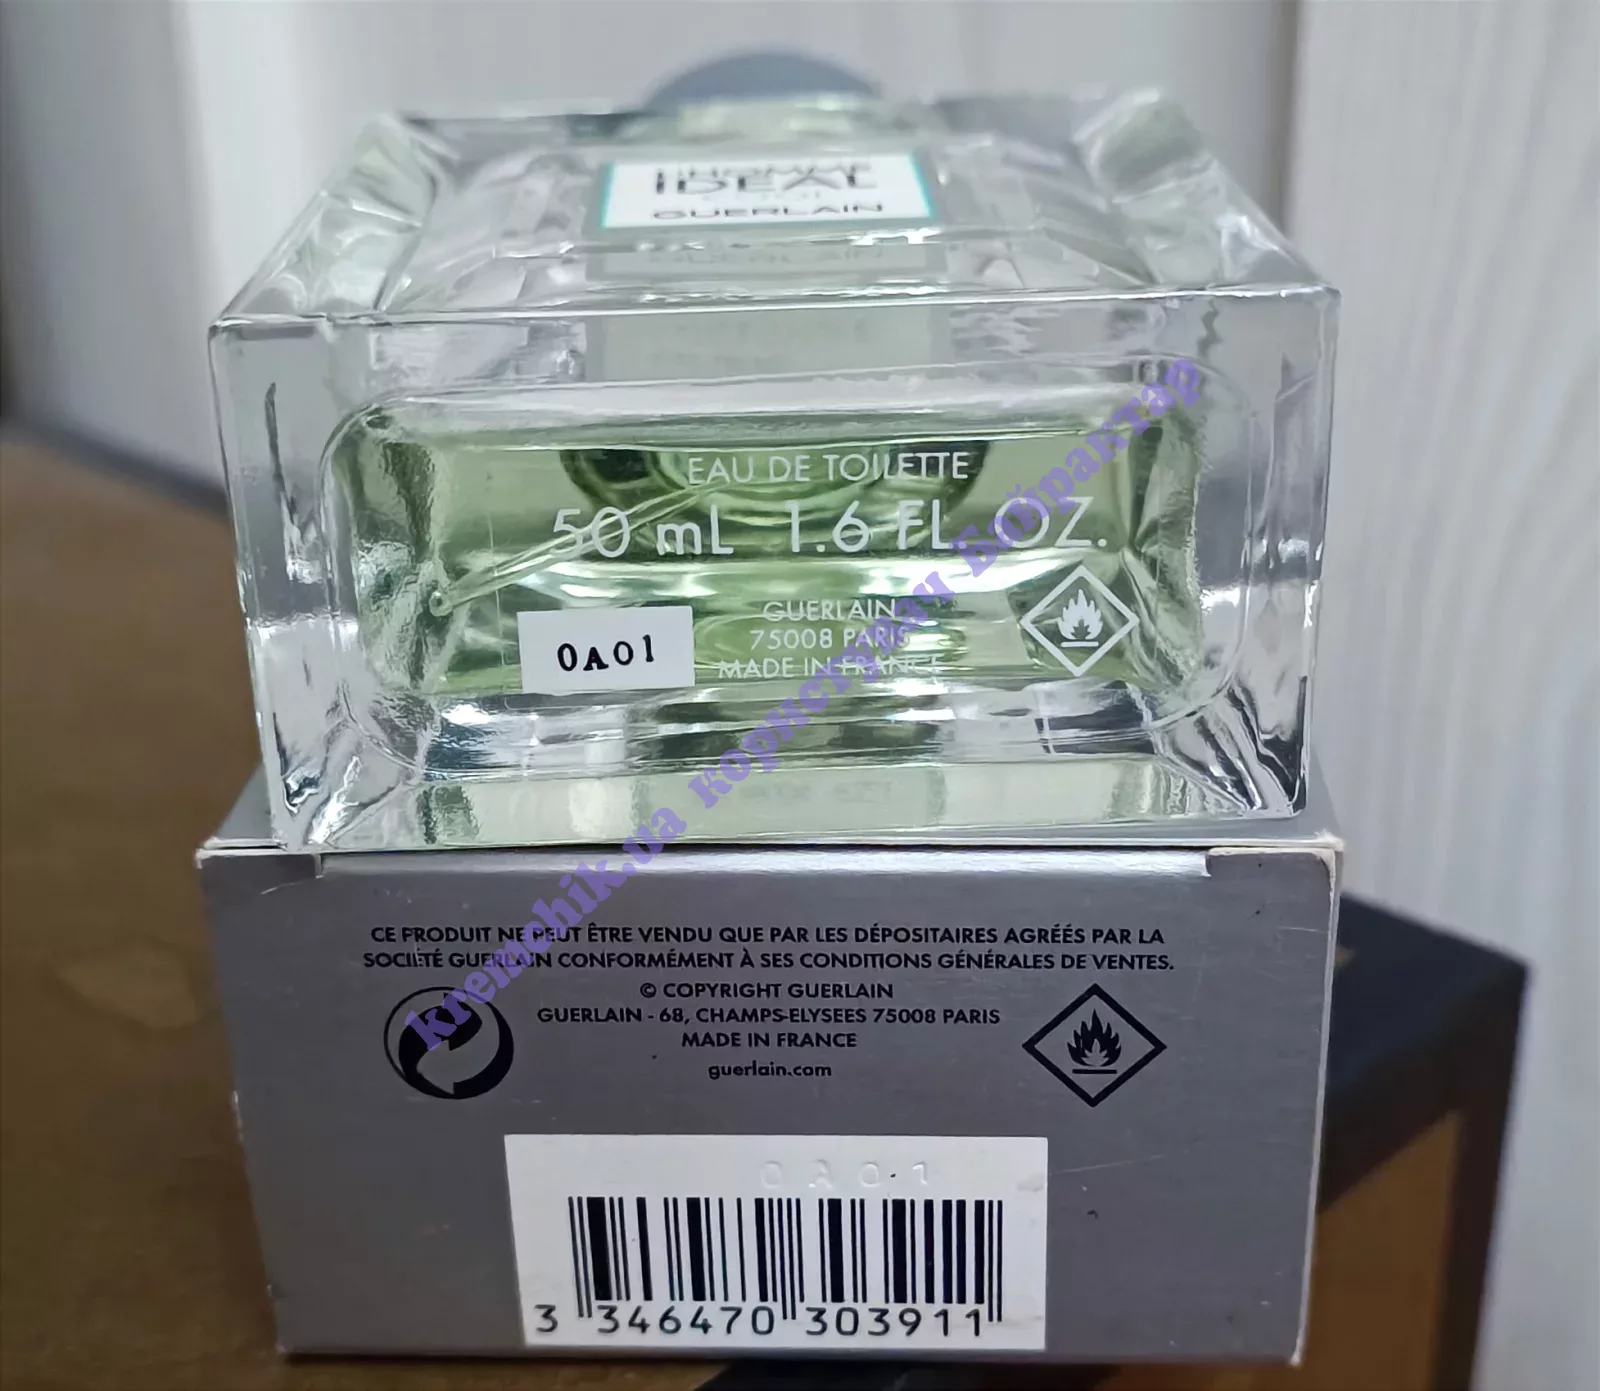 L'HOMME
IDEAL
COOL
GUERLAIN
EAU DE TOILETTE
50 mL 1.6 FL. OZ.
GUERLAIN
75008 PARIS
MADE IN FRANCE
0A01
kremchik.ua користувач Байрактар
CE PRODUIT NE PEUT ÊTRE VENDU QUE PAR LES DÉPOSITAIRES AGRÉÉS PAR LA
SOCIÉTÉ GUERLAIN CONFORMÉMENT À SES CONDITIONS GÉNÉRALES DE VENTES.
© COPYRIGHT GUERLAIN
GUERLAIN - 68, CHAMPS-ELYSEES 75008 PARIS
MADE IN FRANCE
guerlain.com
0A01
3 346470 303911